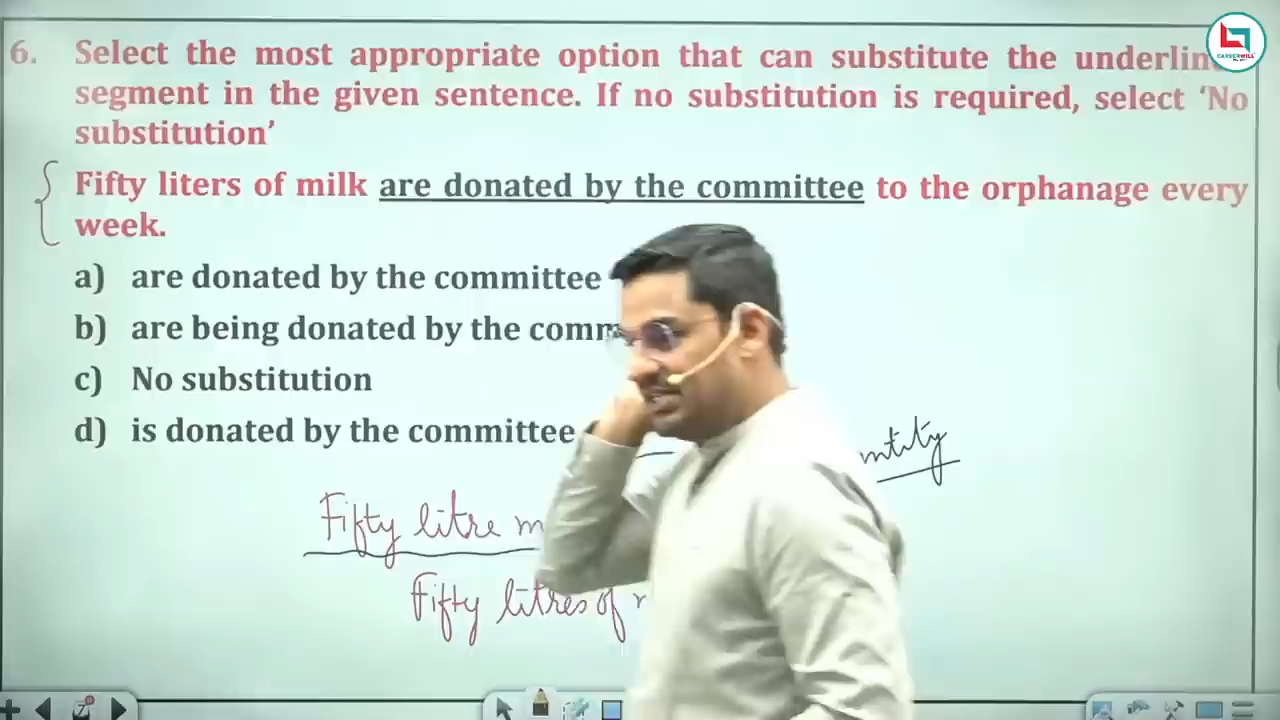 6. Select the most appropriate option that can substitute the
segment in the given sentence. If no substitution is required, select ‘No
substitution’
Fifty liters of milk are donated by the committee to the orphanage every
week.
a) are donated by the committee
b) are being donated by the
c) No substitution
d) is donated by the committee
Fifty litre
Fifty litres of
CAREERWILL